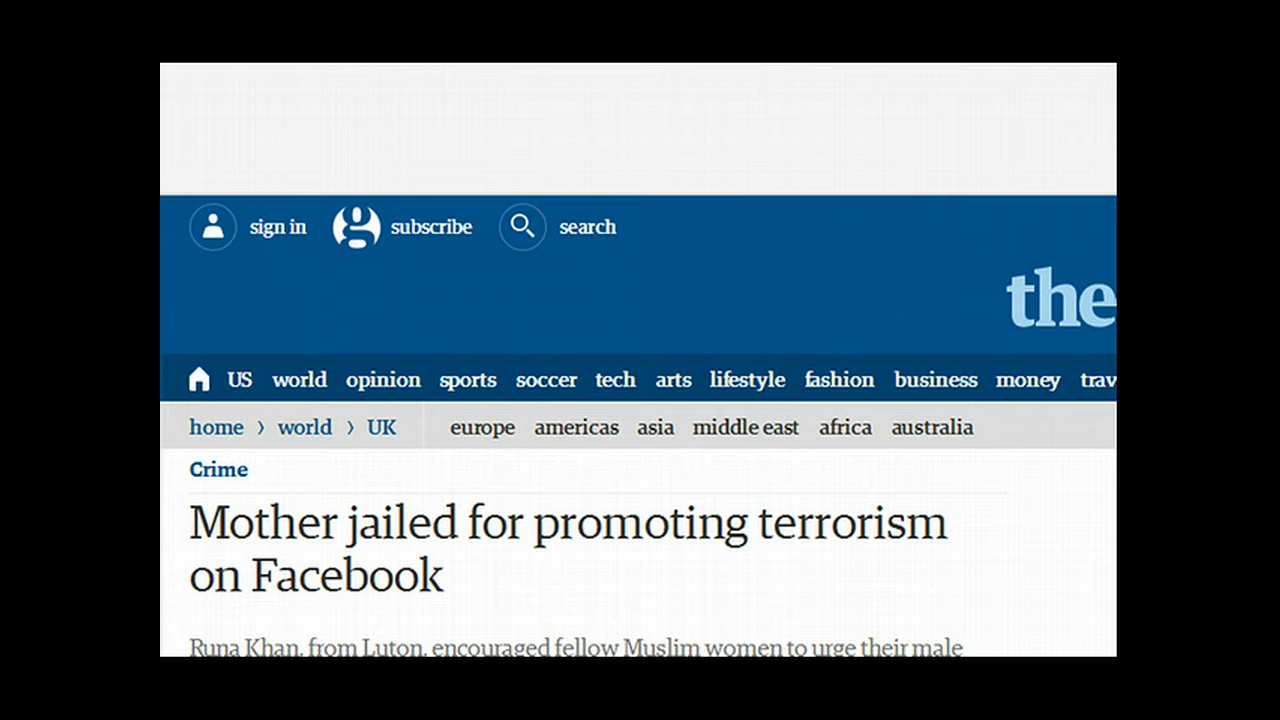 sign in subscribe search
the
US world opinion sports soccer tech arts lifestyle fashion business money trav
home › world › UK europe americas asia middle east africa australia
Crime
Mother jailed for promoting terrorism
on Facebook
Runa Khan, from Luton, encouraged fellow Muslim women to urge their male